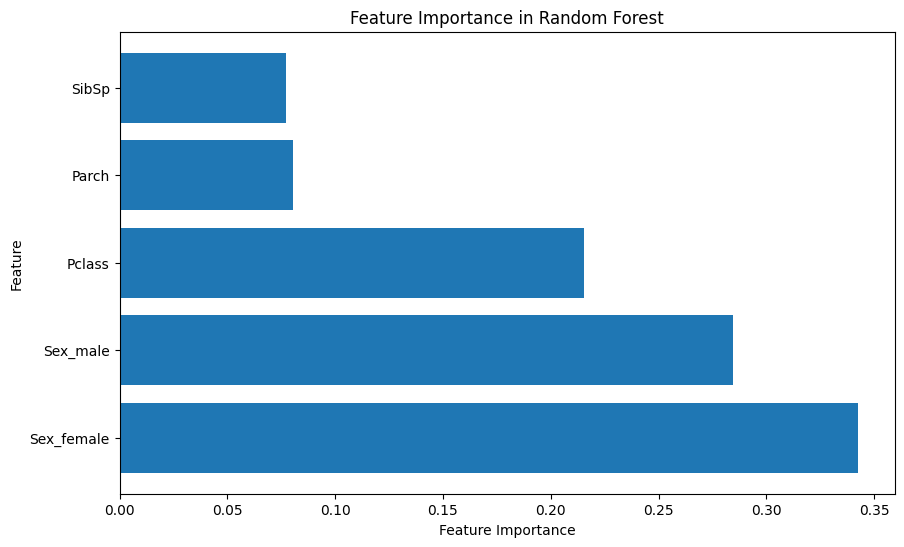 Feature Importance in Random Forest
SibSp
Parch
Pclass
Sex_male
Sex_female
Feature
0.00 0.05 0.10 0.15 0.20 0.25 0.30 0.35
Feature Importance